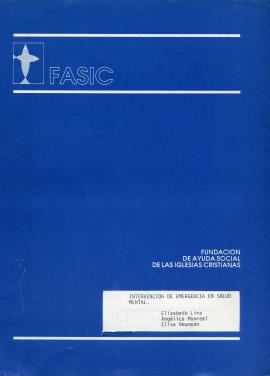 FASIC
FUNDACION
DE AYUDA SOCIAL
DE LAS IGLESIAS CRISTIANAS
INTERVENCION DE EMERGENCIA EN SALUD
MENTAL.
Elizabeth Lira
Angélica Monreal
Elisa Neumann